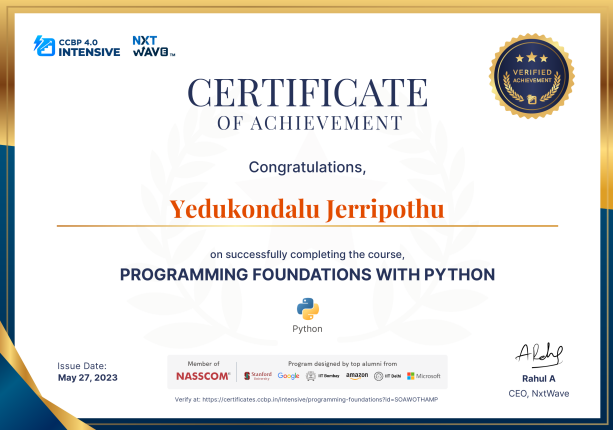 CCBP 4.0
INTENSIVE
NXT
WAVE TM
VERIFIED
ACHIEVEMENT
CERTIFICATE
OF ACHIEVEMENT
Congratulations,
Yedukondalu Jerripothu
on successfully completing the course,
PROGRAMMING FOUNDATIONS WITH PYTHON
Python
Issue Date:
May 27, 2023
Member of
NASSCOM®
Program designed by top alumni from
Stanford University
Google
IIT Bombay
amazon
IIT Delhi
Microsoft
Verify at: https://certificates.ccbp.in/intensive/programming-foundations?id=SOAWOTHAMP
Rahul A
CEO, NxtWave